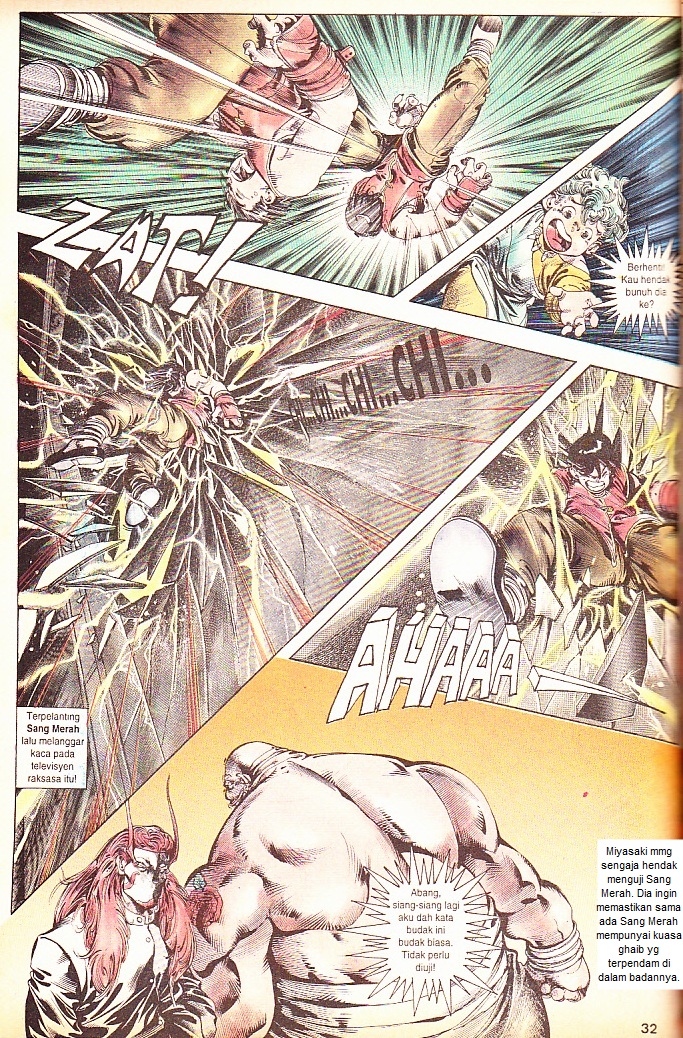 ZAT!
Berhenti!
Kau hendak
bunuh dia
ke?
CHI...CHI...CHI...CHI...
AHAAA
Terpelanting
Sang Merah
lalu melanggar
kaca pada
televisyen
raksasa itu!
Abang,
siang-siang lagi
aku dah kata
budak ini
budak biasa.
Tidak perlu
diuji!
Miyasaki mmg
sengaja hendak
menguji Sang
Merah. Dia ingin
memastikan sama
ada Sang Merah
mempunyai kuasa
ghaib yg
terpendam di
dalam badannya.
32